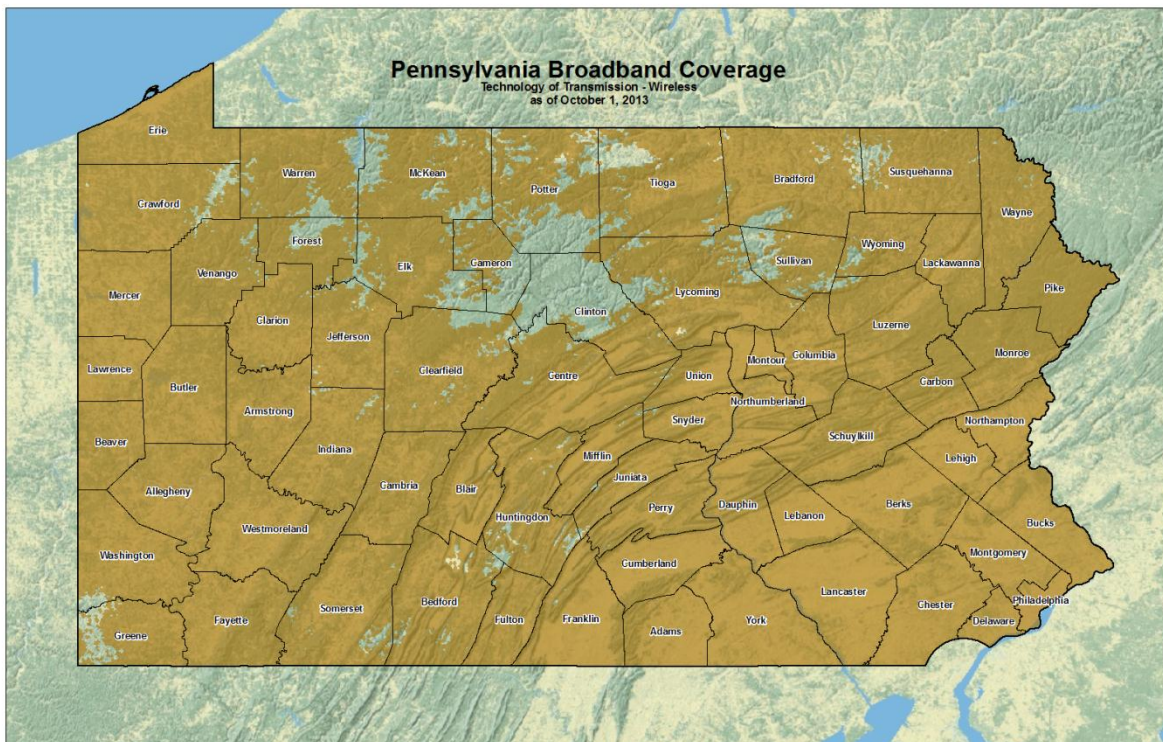 Pennsylvania Broadband Coverage
Technology of Transmission - Wireless
as of October 1, 2013
Erie
Warren
McKean
Potter
Tioga
Bradford
Susquehanna
Crawford
Wayne
Forest
Elk
Cameron
Sullivan
Wyoming
Lackawanna
Venango
Mercer
Clarion
Clinton
Lycoming
Pike
Jefferson
Luzerne
Lawrence
Butler
Clearfield
Centre
Union
Montour
Columbia
Monroe
Armstrong
Carbon
Beaver
Snyder
Northumberland
Northampton
Indiana
Mifflin
Schuylkill
Lehigh
Allegheny
Cambria
Blair
Juniata
Huntingdon
Perry
Dauphin
Lebanon
Berks
Bucks
Westmoreland
Washington
Cumberland
Montgomery
Greene
Fayette
Somerset
Bedford
Fulton
Franklin
Adams
York
Lancaster
Chester
Delaware
Philadelphia